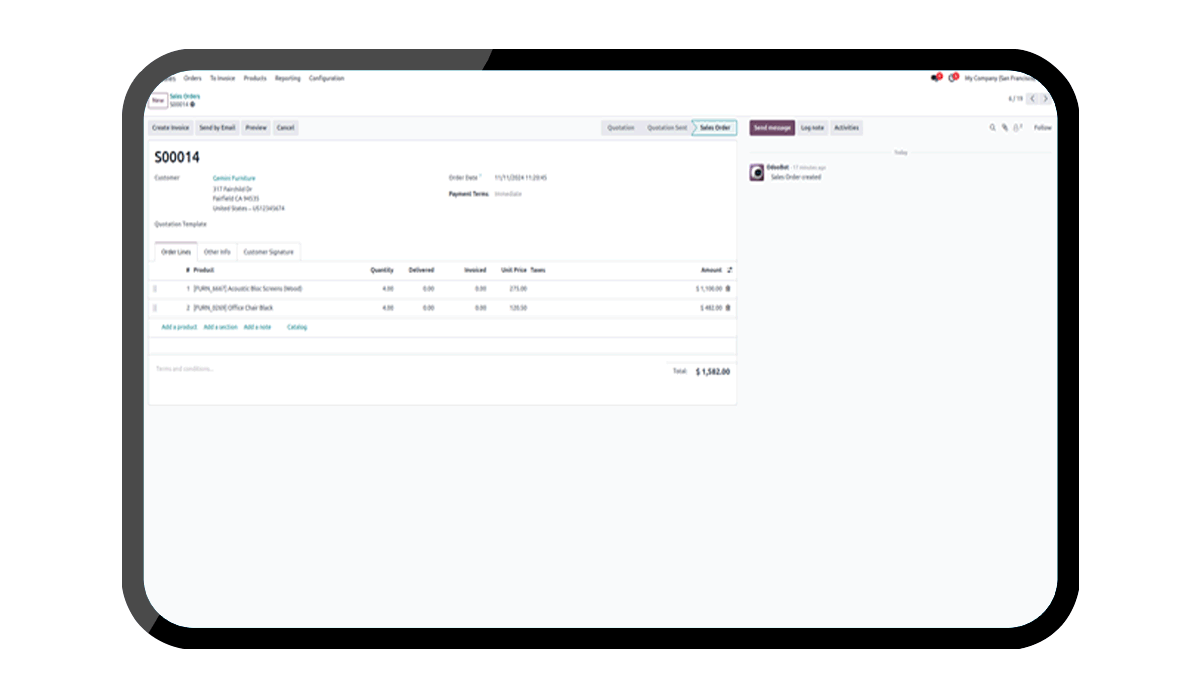 Orders To Invoice Products Reporting Configuration
My Company (San Francisco
New
Sales Orders
S00014
Create Invoice Send by Email Preview Cancel
Quotation Quotation Sent Sales Order
Send message Log note Activities
Follow
S00014
Today
Customer
Gemini Furniture
317 Fairchild Dr
Fairfield CA 94535
United States – US12345674
Order Date ?
11/11/2024 11:20:45
Payment Terms
Immediate
OdooBot - 17 minutes ago
Sales Order created
Quotation Template
Order Lines Other Info Customer Signature
# Product Quantity Delivered Invoiced Unit Price Taxes Amount
1 [FURN_6667] Acoustic Bloc Screens (Wood) 4.00 0.00 0.00 275.00 $ 1,100.00
2 [FURN_0269] Office Chair Black 4.00 0.00 0.00 120.50 $ 482.00
Add a product Add a section Add a note Catalog
Terms and conditions...
Total: $ 1,582.00